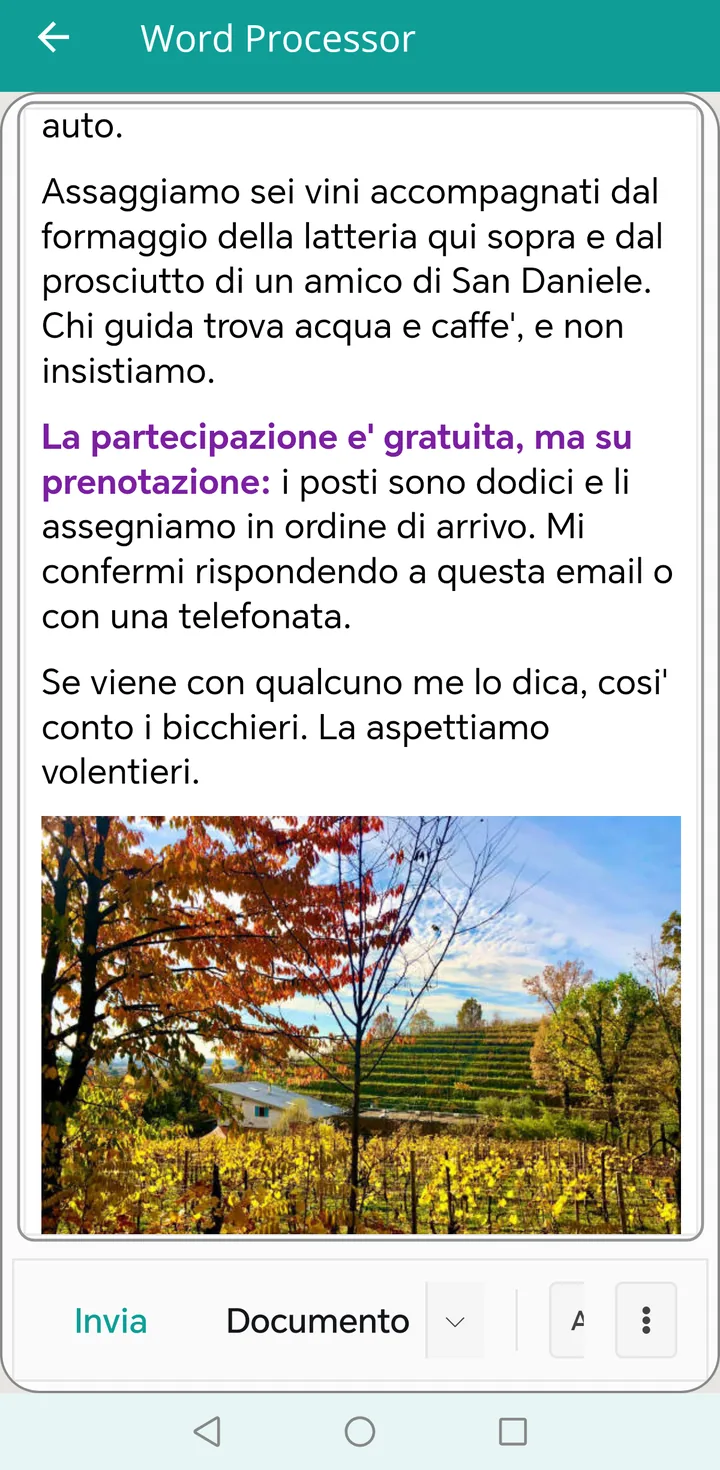 Word Processor
auto.
Assaggiamo sei vini accompagnati dal
formaggio della latteria qui sopra e dal
prosciutto di un amico di San Daniele.
Chi guida trova acqua e caffe', e non
insistiamo.
La partecipazione e' gratuita, ma su
prenotazione: i posti sono dodici e li
assegniamo in ordine di arrivo. Mi
confermi rispondendo a questa email o
con una telefonata.
Se viene con qualcuno me lo dica, cosi'
conto i bicchieri. La aspettiamo
volentieri.
Invia Documento A